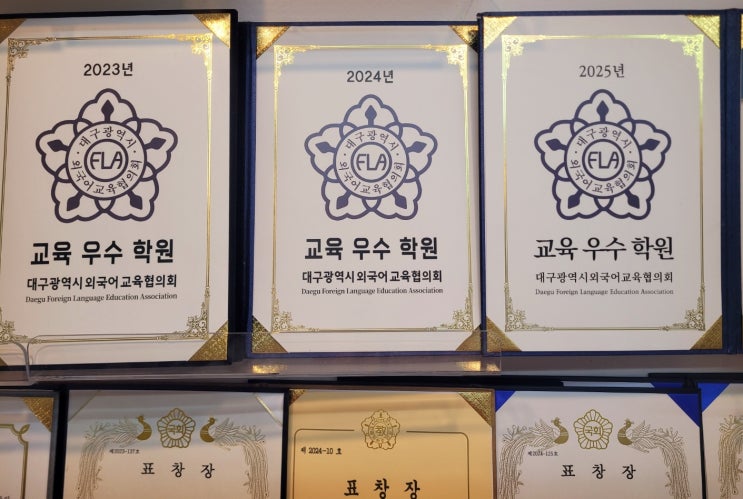 2023년
대구광역시
FLA
외국어교육협의회
교육 우수 학원
대구광역시외국어교육협의회
Daegu Foreign Language Education Association
2024년
대구광역시
FLA
외국어교육협의회
교육 우수 학원
대구광역시외국어교육협의회
Daegu Foreign Language Education Association
2025년
대구광역시
FLA
외국어교육협의회
교육 우수 학원
대구광역시외국어교육협의회
Daegu Foreign Language Education Association
국회
표 창 장
제 2024-10 호
표 창 장
국회
표 창 장